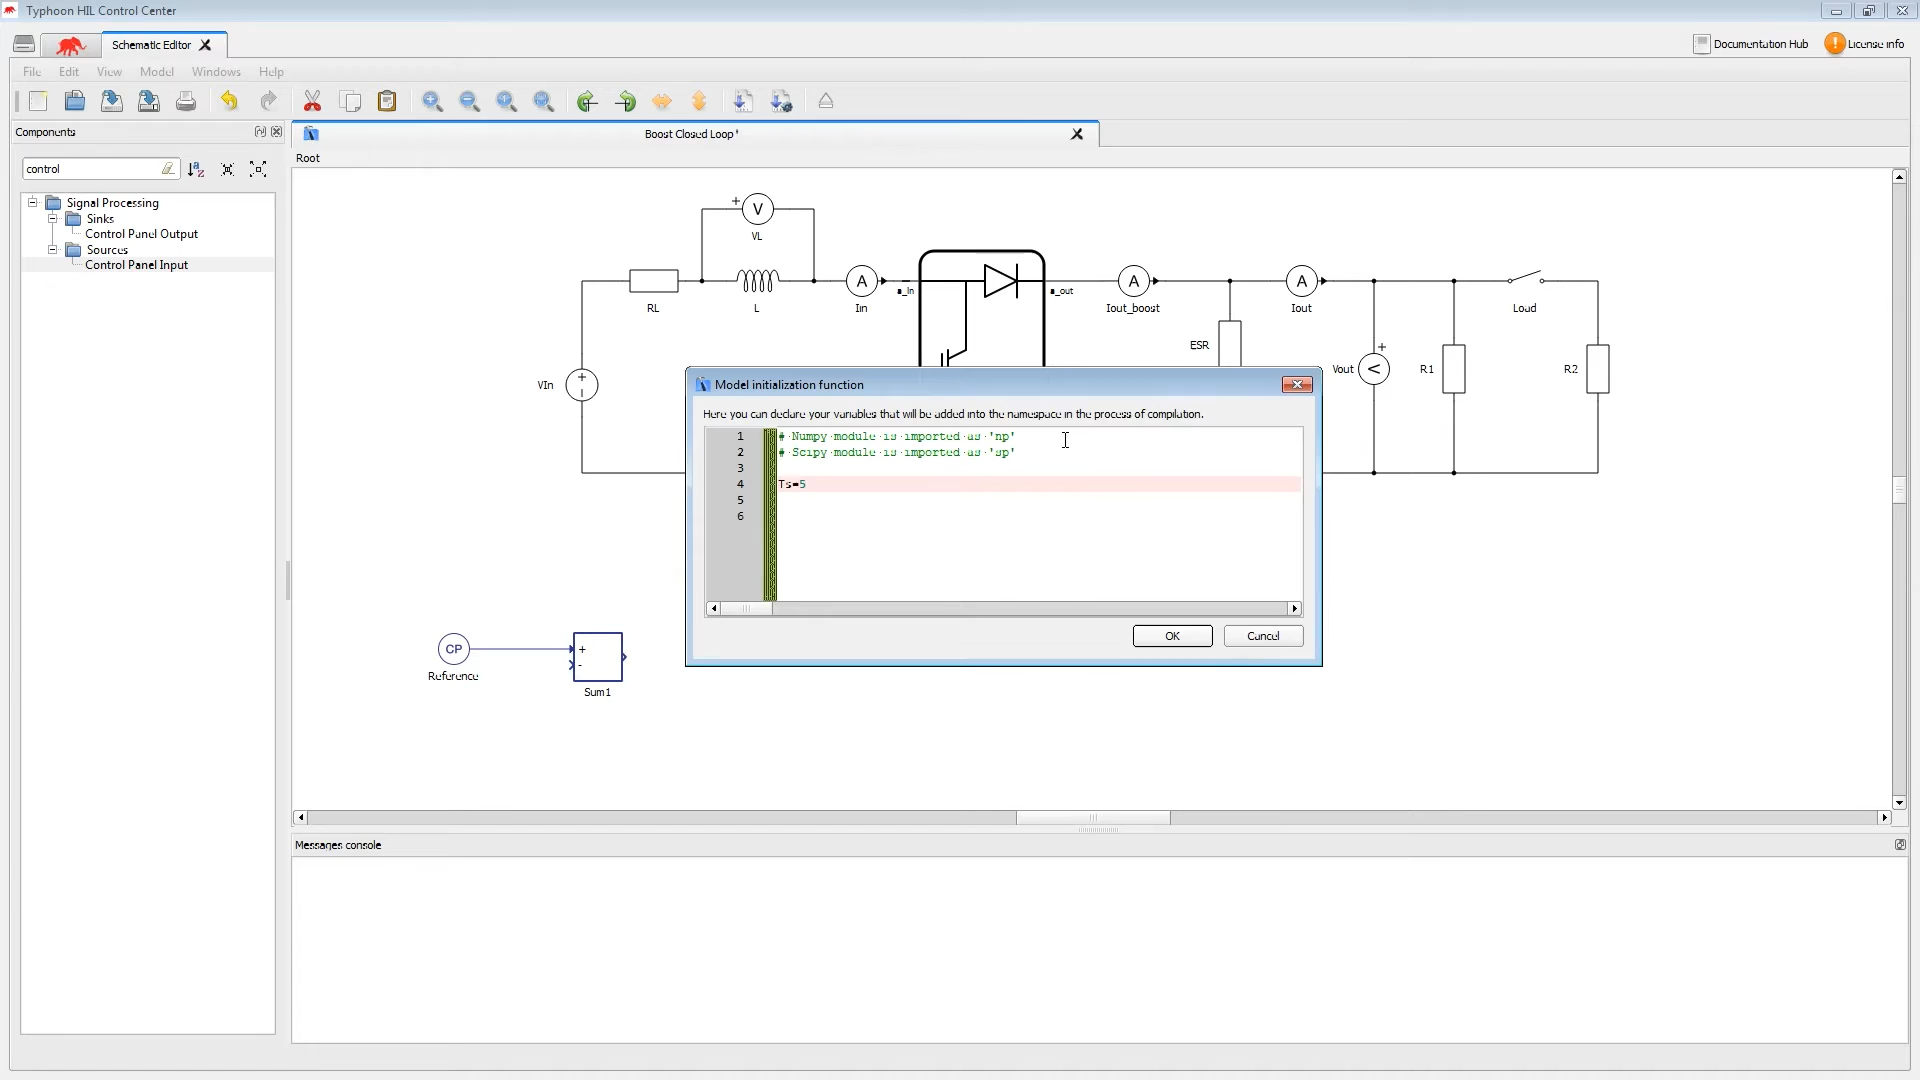 Typhoon HIL Control Center
Schematic Editor
Documentation Hub
License info
File Edit View Model Windows Help
Components
Boost Closed Loop *
Root
control
Signal Processing
Sinks
Control Panel Output
Sources
Control Panel Input
+
V
VL
RL
L
A
Iin
a_in
a_out
A
Iout_boost
A
Iout
Load
ESR
VIn
+
Vout
V
+
R1
R2
Model initialization function
Here you can declare your variables that will be added into the namespace in the process of compilation.
1 # Numpy module is imported as 'np'
2 # Scipy module is imported as 'sp'
3
4 Ts=5
5
6
OK
Cancel
CP
Reference
+
-
Sum1
Messages console